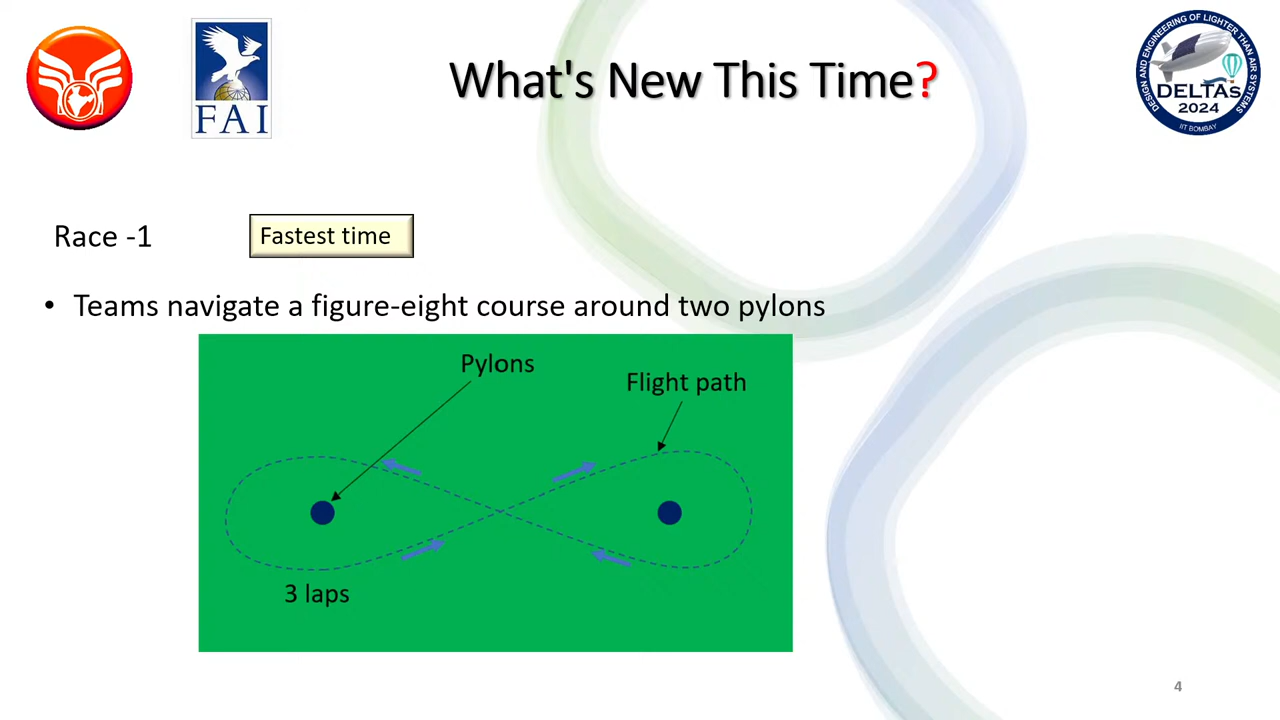 FAI
What's New This Time?
DESIGN AND ENGINEERING OF LIGHTER THAN AIR SYSTEMS
DELTAs
2024
IIT BOMBAY
Race -1
Fastest time
• Teams navigate a figure-eight course around two pylons
Pylons
Flight path
3 laps
4